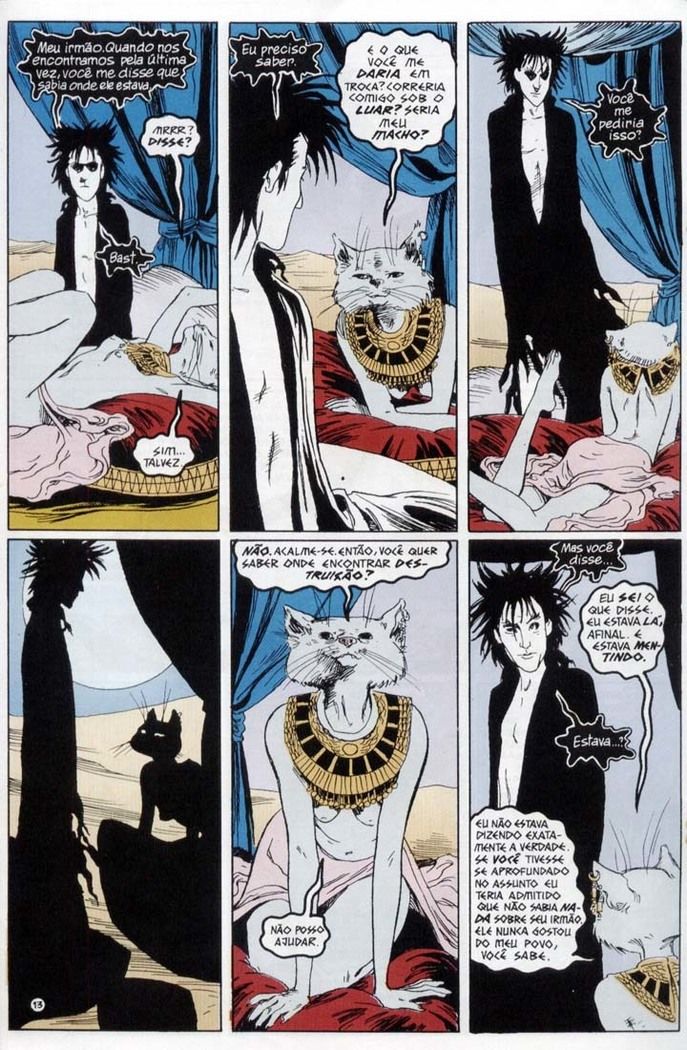 Meu irmão. Quando nos
encontramos pela última
vez, você me disse que
sabia onde ele estava.
MRRR?
DISSE?
Bast.
SIM...
TALVEZ.
Eu preciso
saber.
E O QUE
VOCÊ ME
DARIA EM
TROCA? CORRERIA
COMIGO SOB O
LUAR? SERIA
MEU
MACHO?
Você
me
pediria
isso?
NÃO. ACALME-SE. ENTÃO, VOCÊ QUER
SABER ONDE ENCONTRAR DES-
TRUIÇÃO?
NÃO POSSO
AJUDAR.
Mas você
disse...
EU SEI O
QUE DISSE.
EU ESTAVA LÁ,
AFINAL. E
ESTAVA MEN-
TINDO.
Estava...?
EU NÃO ESTAVA
DIZENDO EXATA-
MENTE A VERDADE.
SE VOCÊ TIVESSE
SE APROFUNDADO
NO ASSUNTO EU
TERIA ADMITIDO
QUE NÃO SABIA NA-
DA SOBRE SEU IRMÃO.
ELE NUNCA GOSTOU
DO MEU POVO,
VOCÊ SABE.
13